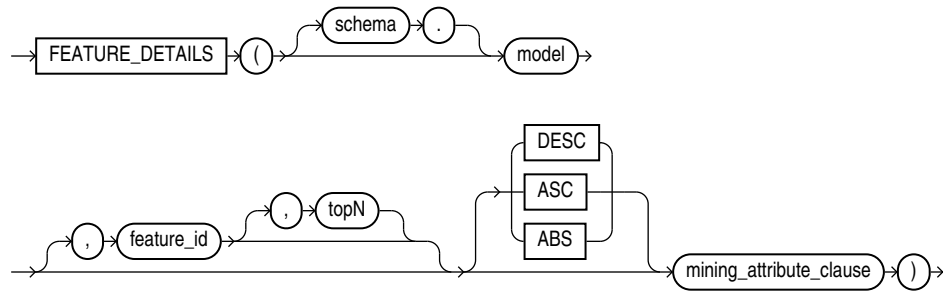 schema .
FEATURE_DETAILS ( model
DESC
, topN ASC
, feature_id ABS
mining_attribute_clause )